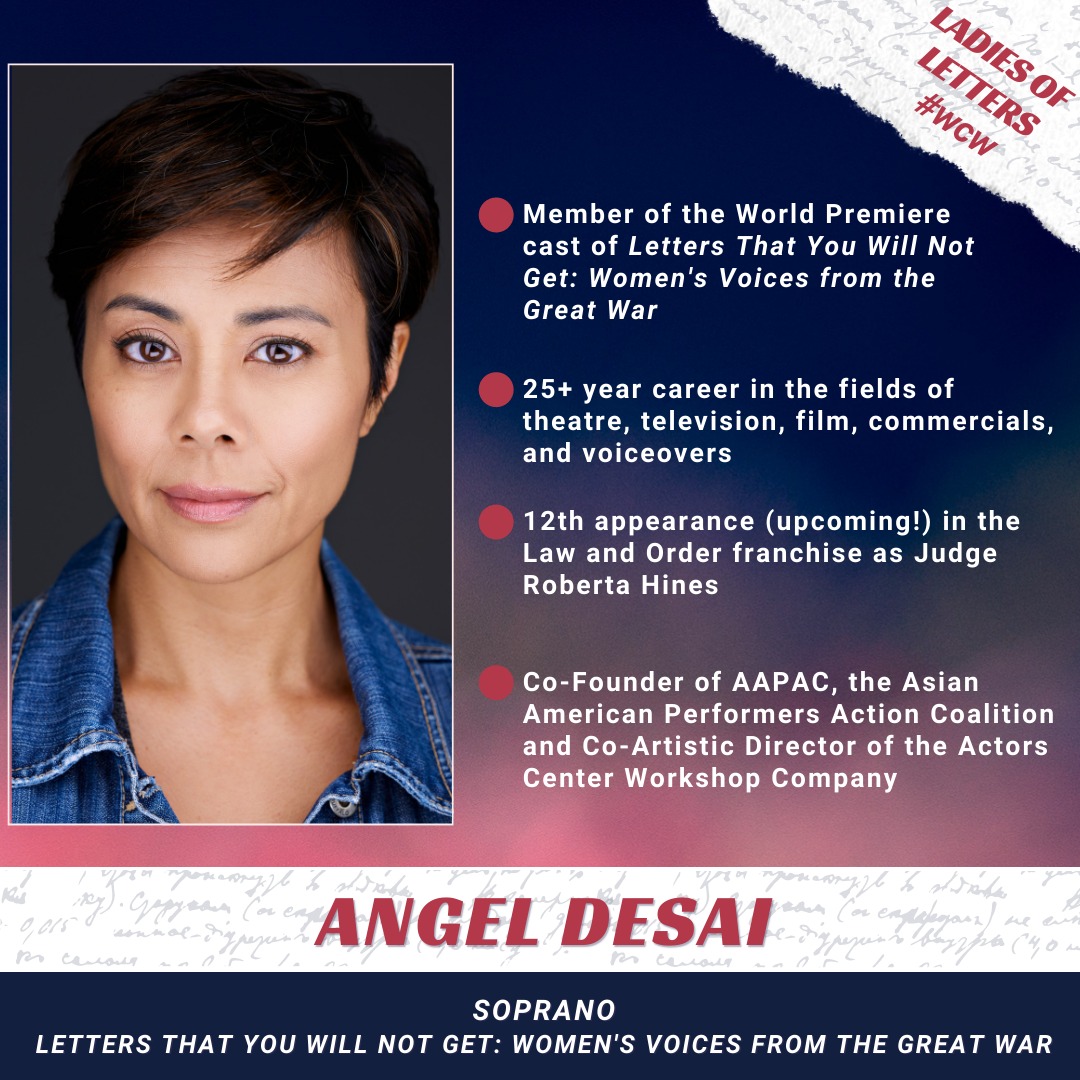 LADIES OF
LETTERS
#WCW
Member of the World Premiere
cast of Letters That You Will Not
Get: Women's Voices from the
Great War
25+ year career in the fields of
theatre, television, film, commercials,
and voiceovers
12th appearance (upcoming!) in the
Law and Order franchise as Judge
Roberta Hines
Co-Founder of AAPAC, the Asian
American Performers Action Coalition
and Co-Artistic Director of the Actors
Center Workshop Company
ANGEL DESAI
SOPRANO
LETTERS THAT YOU WILL NOT GET: WOMEN'S VOICES FROM THE GREAT WAR